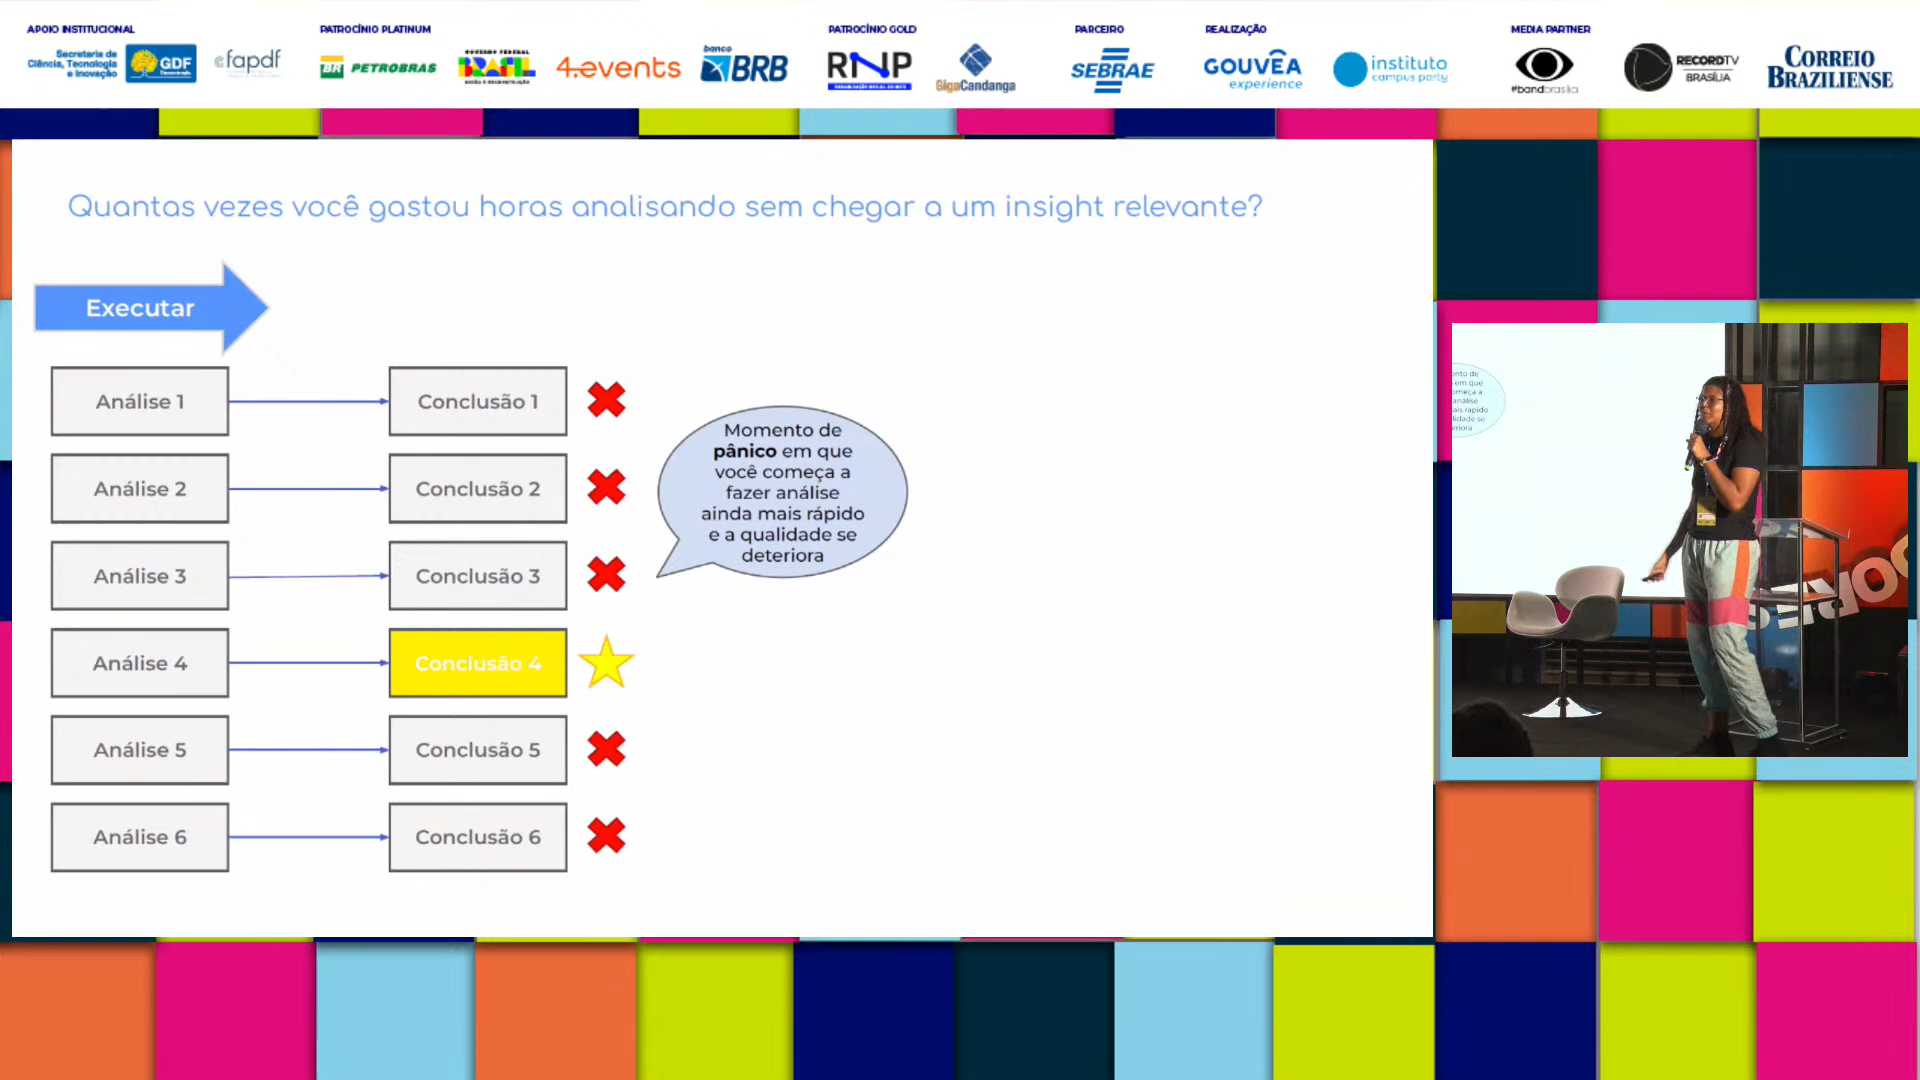 APOIO INSTITUCIONAL
PATROCÍNIO PLATINUM
PATROCÍNIO GOLD
PARCEIRO
REALIZAÇÃO
MEDIA PARTNER
Secretaria de
Ciência, Tecnologia
e Inovação
GDF
fapdf
BR PETROBRAS
GOVERNO FEDERAL
BRASIL
UNIÃO E RECONSTRUÇÃO
4.events
banco
BRB
RNP
GigaCandanga
SEBRAE
GOUVÊA
experience
instituto
campus party
#bandbrasília
RECORDTV
BRASÍLIA
CORREIO
BRAZILIENSE
Quantas vezes você gastou horas analisando sem chegar a um insight relevante?
Executar
Análise 1
Conclusão 1
Análise 2
Conclusão 2
Análise 3
Conclusão 3
Análise 4
Conclusão 4
Análise 5
Conclusão 5
Análise 6
Conclusão 6
Momento de
pânico em que
você começa a
fazer análise
ainda mais rápido
e a qualidade se
deteriora